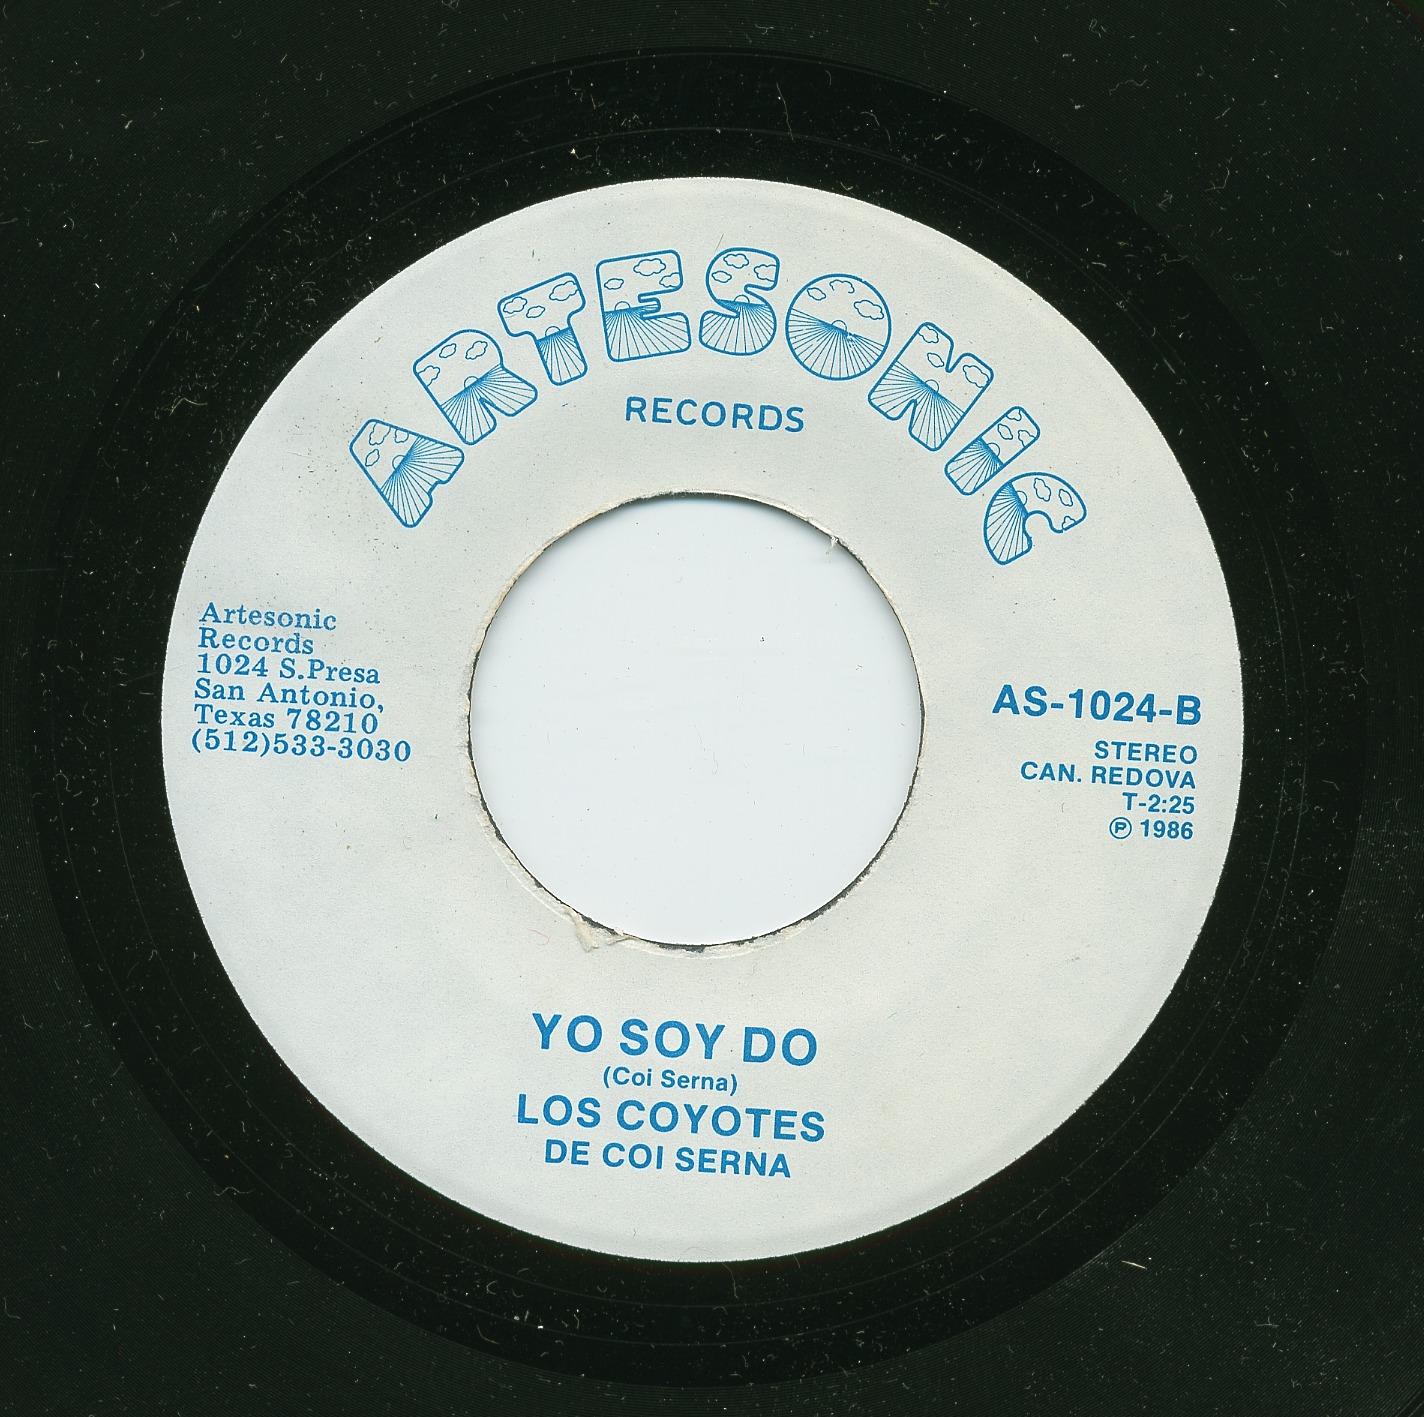 ARTESONIC
RECORDS
Artesonic
Records
1024 S.Presa
San Antonio,
Texas 78210
(512)533-3030
AS-1024-B
STEREO
CAN. REDOVA
T-2:25
℗ 1986
YO SOY DO
(Coi Serna)
LOS COYOTES
DE COI SERNA